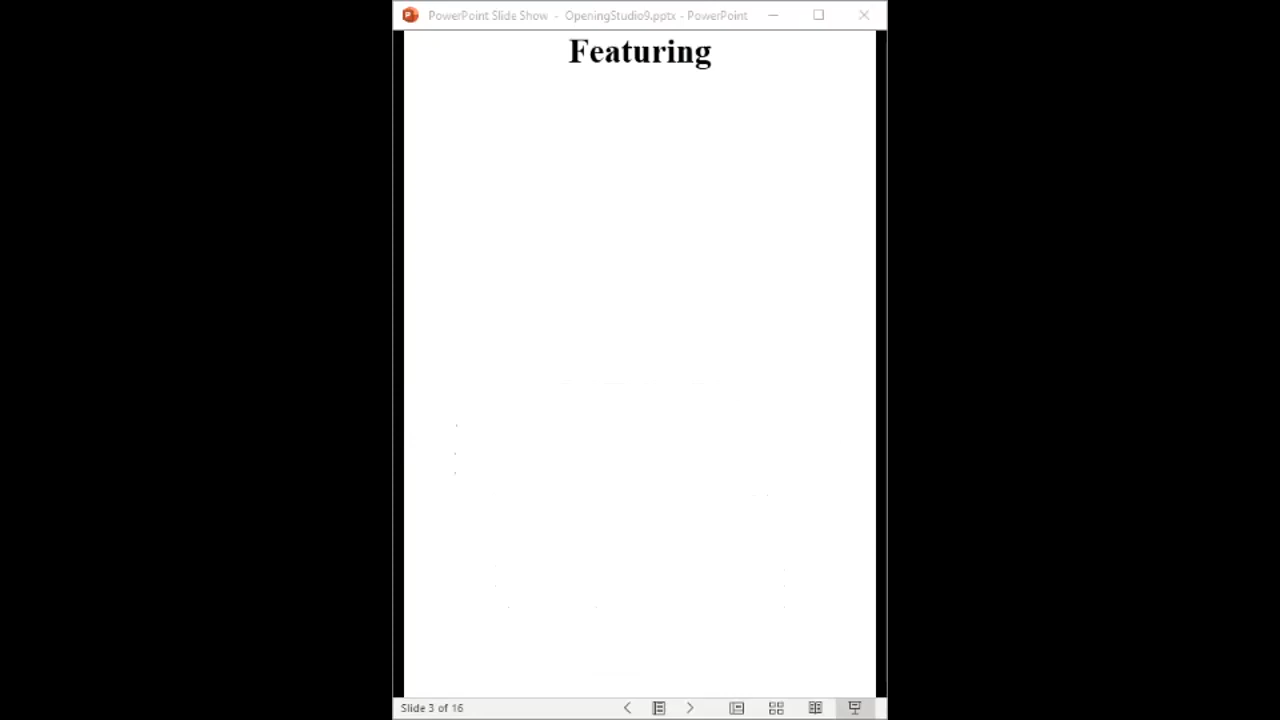 PowerPoint Slide Show - OpeningStudio9.pptx - PowerPoint
Featuring
Slide 3 of 16